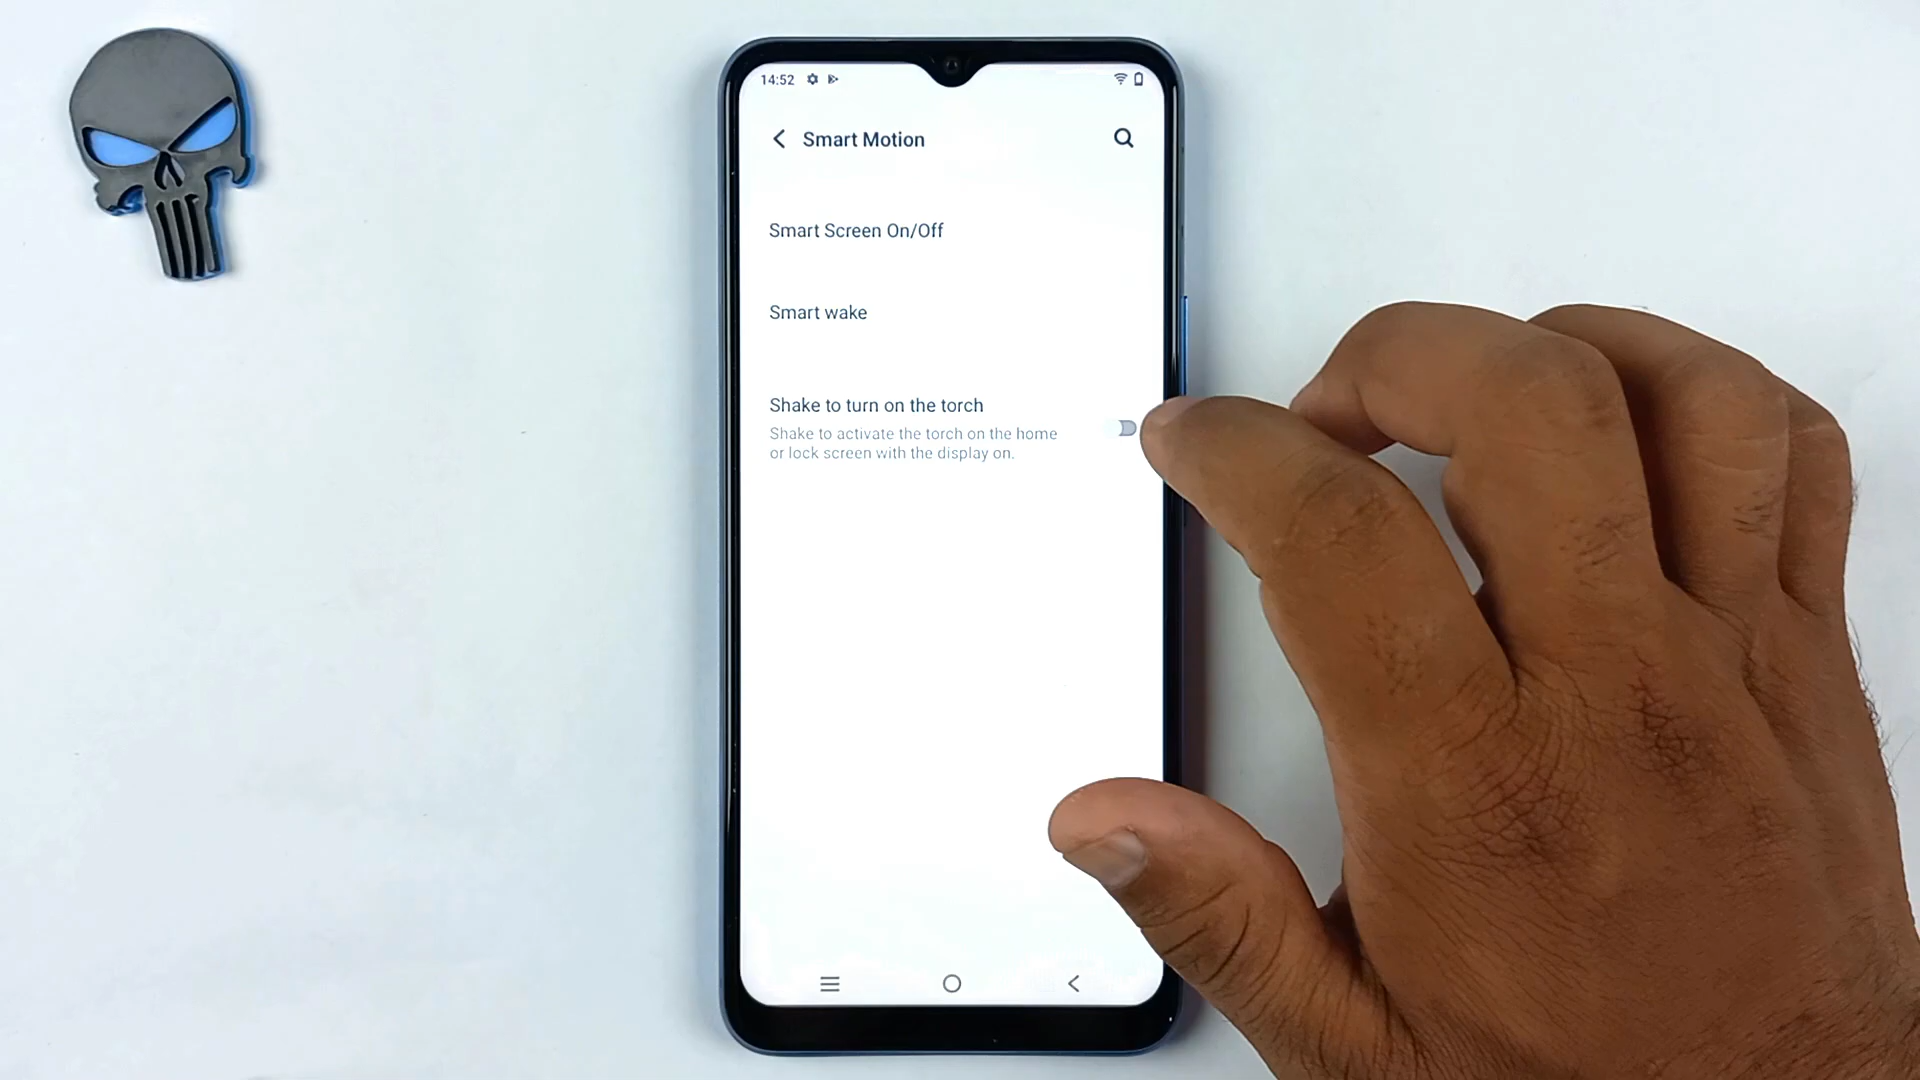 14:52
Smart Motion
Smart Screen On/Off
Smart wake
Shake to turn on the torch
Shake to activate the torch on the home
or lock screen with the display on.